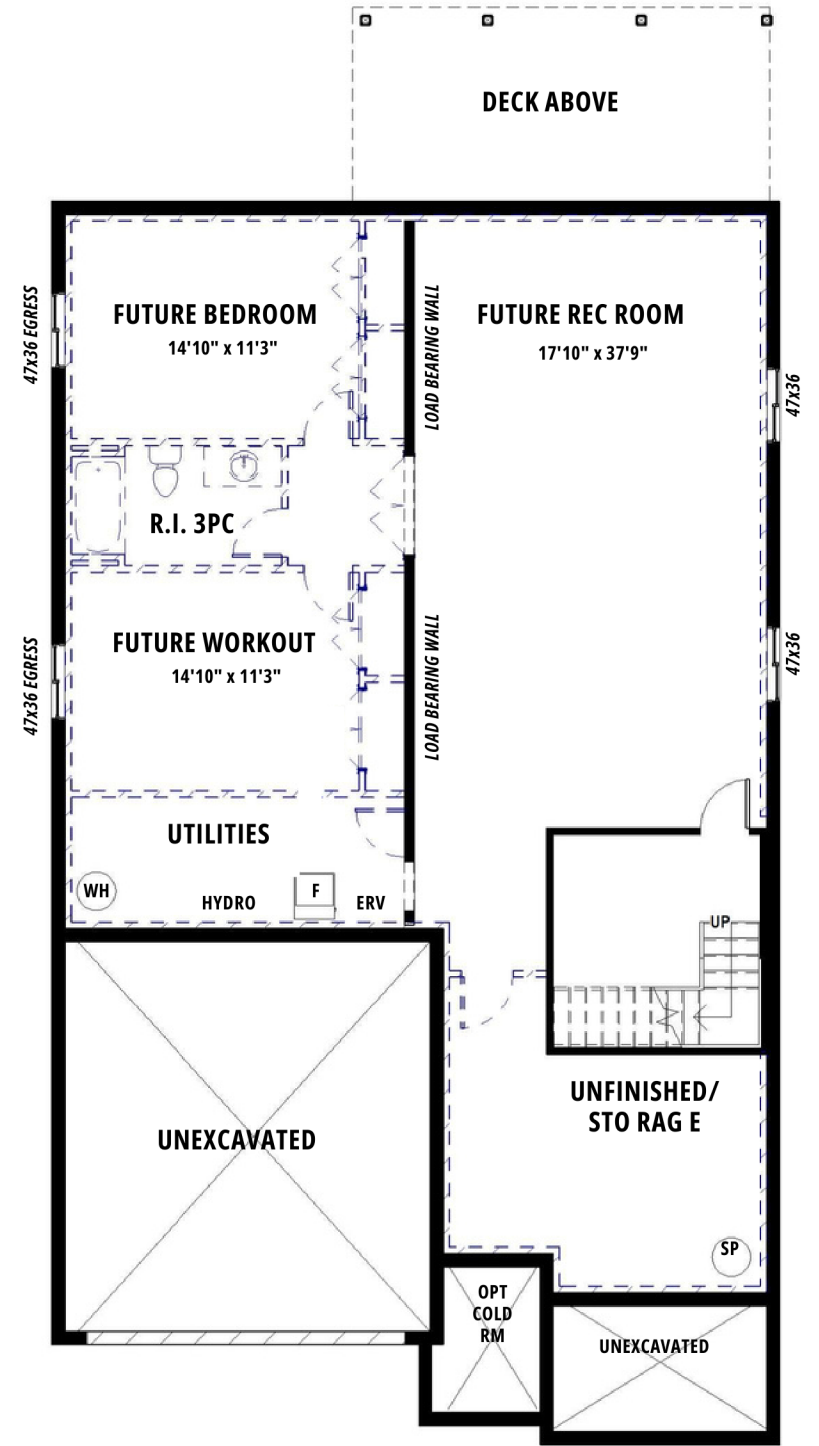 DECK ABOVE
47x36 EGRESS
FUTURE BEDROOM
14'10" x 11'3"
LOAD BEARING WALL
FUTURE REC ROOM
17'10" x 37'9"
47x36
R.I. 3PC
47x36 EGRESS
FUTURE WORKOUT
14'10" x 11'3"
LOAD BEARING WALL
47x36
UTILITIES
WH
HYDRO
F
ERV
UP
UNEXCAVATED
UNFINISHED/
STO RAG E
SP
OPT
COLD
RM
UNEXCAVATED